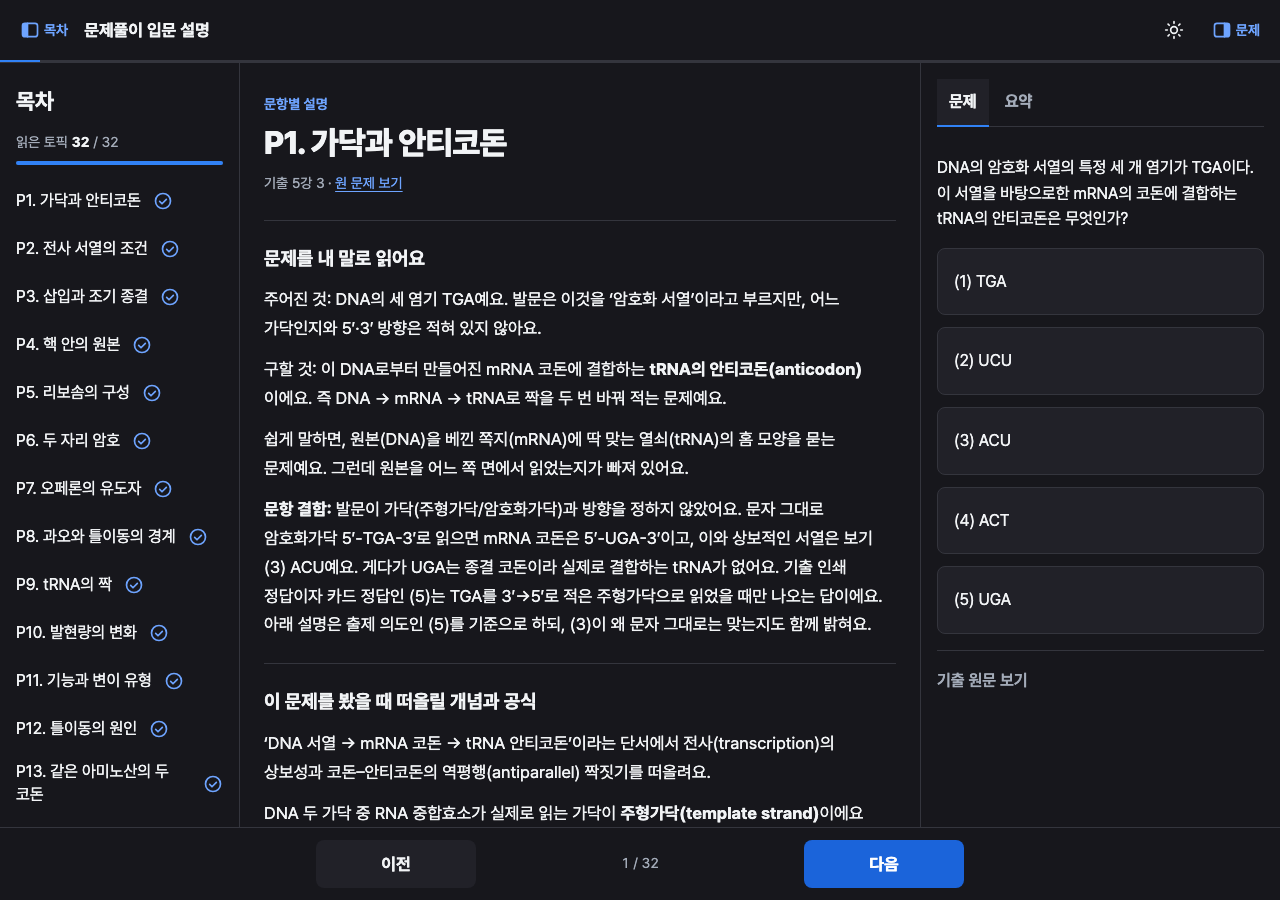 목차
문제풀이 입문 설명
문제
목차
읽은 토픽 32 / 32
P1. 가닥과 안티코돈
P2. 전사 서열의 조건
P3. 삽입과 조기 종결
P4. 핵 안의 원본
P5. 리보솜의 구성
P6. 두 자리 암호
P7. 오페론의 유도자
P8. 과오와 틀이동의 경계
P9. tRNA의 짝
P10. 발현량의 변화
P11. 기능과 변이 유형
P12. 틀이동의 원인
P13. 같은 아미노산의 두
코돈
문항별 설명
P1. 가닥과 안티코돈
기출 5강 3 · 원 문제 보기
문제를 내 말로 읽어요
주어진 것: DNA의 세 염기 TGA예요. 발문은 이것을 ‘암호화 서열’이라고 부르지만, 어느
가닥인지와 5′·3′ 방향은 적혀 있지 않아요.
구할 것: 이 DNA로부터 만들어진 mRNA 코돈에 결합하는 tRNA의 안티코돈(anticodon)
이에요. 즉 DNA → mRNA → tRNA로 짝을 두 번 바꿔 적는 문제예요.
쉽게 말하면, 원본(DNA)을 베낀 쪽지(mRNA)에 딱 맞는 열쇠(tRNA)의 홈 모양을 묻는
문제예요. 그런데 원본을 어느 쪽 면에서 읽었는지가 빠져 있어요.
문항 결함: 발문이 가닥(주형가닥/암호화가닥)과 방향을 정하지 않았어요. 문자 그대로
암호화가닥 5′-TGA-3′로 읽으면 mRNA 코돈은 5′-UGA-3′이고, 이와 상보적인 서열은 보기
(3) ACU예요. 게다가 UGA는 종결 코돈이라 실제로 결합하는 tRNA가 없어요. 기출 인쇄
정답이자 카드 정답인 (5)는 TGA를 3′→5′로 적은 주형가닥으로 읽었을 때만 나오는 답이에요.
아래 설명은 출제 의도인 (5)를 기준으로 하되, (3)이 왜 문자 그대로는 맞는지도 함께 밝혀요.
이 문제를 봤을 때 떠올릴 개념과 공식
‘DNA 서열 → mRNA 코돈 → tRNA 안티코돈’이라는 단서에서 전사(transcription)의
상보성과 코돈–안티코돈의 역평행(antiparallel) 짝짓기를 떠올려요.
DNA 두 가닥 중 RNA 중합효소가 실제로 읽는 가닥이 주형가닥(template strand)이에요
문제
요약
DNA의 암호화 서열의 특정 세 개 염기가 TGA이다.
이 서열을 바탕으로한 mRNA의 코돈에 결합하는
tRNA의 안티코돈은 무엇인가?
(1) TGA
(2) UCU
(3) ACU
(4) ACT
(5) UGA
기출 원문 보기
이전
1 / 32
다음